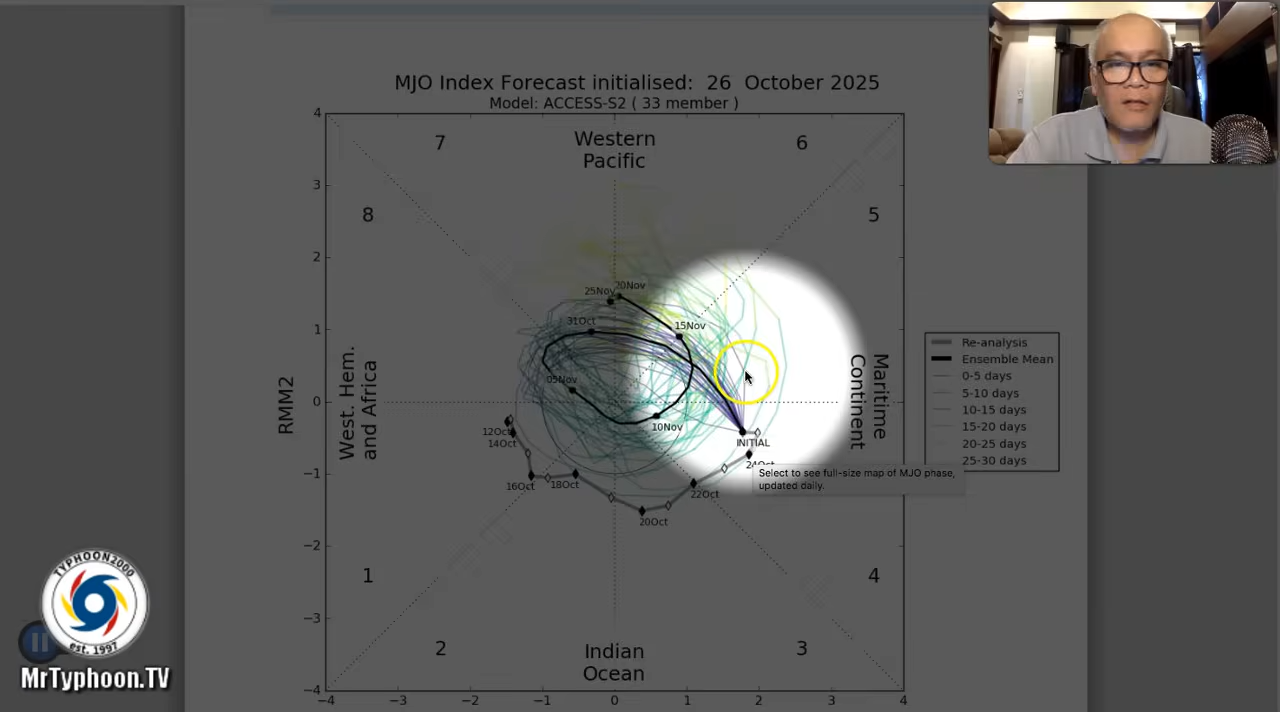 MJO Index Forecast initialised: 26 October 2025
Model: ACCESS-S2 ( 33 member )
4
3
2
1
0
−1
−2
−3
−4
RMM2
7
Western
Pacific
6
8
5
West. Hem.
and Africa
Maritime
Continent
25Nov
20Nov
31Oct
15Nov
05Nov
10Nov
INITIAL
12Oct
14Oct
16Oct
18Oct
20Oct
22Oct
24Oct
Select to see full-size map of MJO phase,
updated daily.
1
4
2
Indian
Ocean
3
−4
−3
−2
−1
0
1
2
3
4
Re-analysis
Ensemble Mean
0-5 days
5-10 days
10-15 days
15-20 days
20-25 days
25-30 days
TYPHOON2000
est. 1997
MrTyphoon.TV